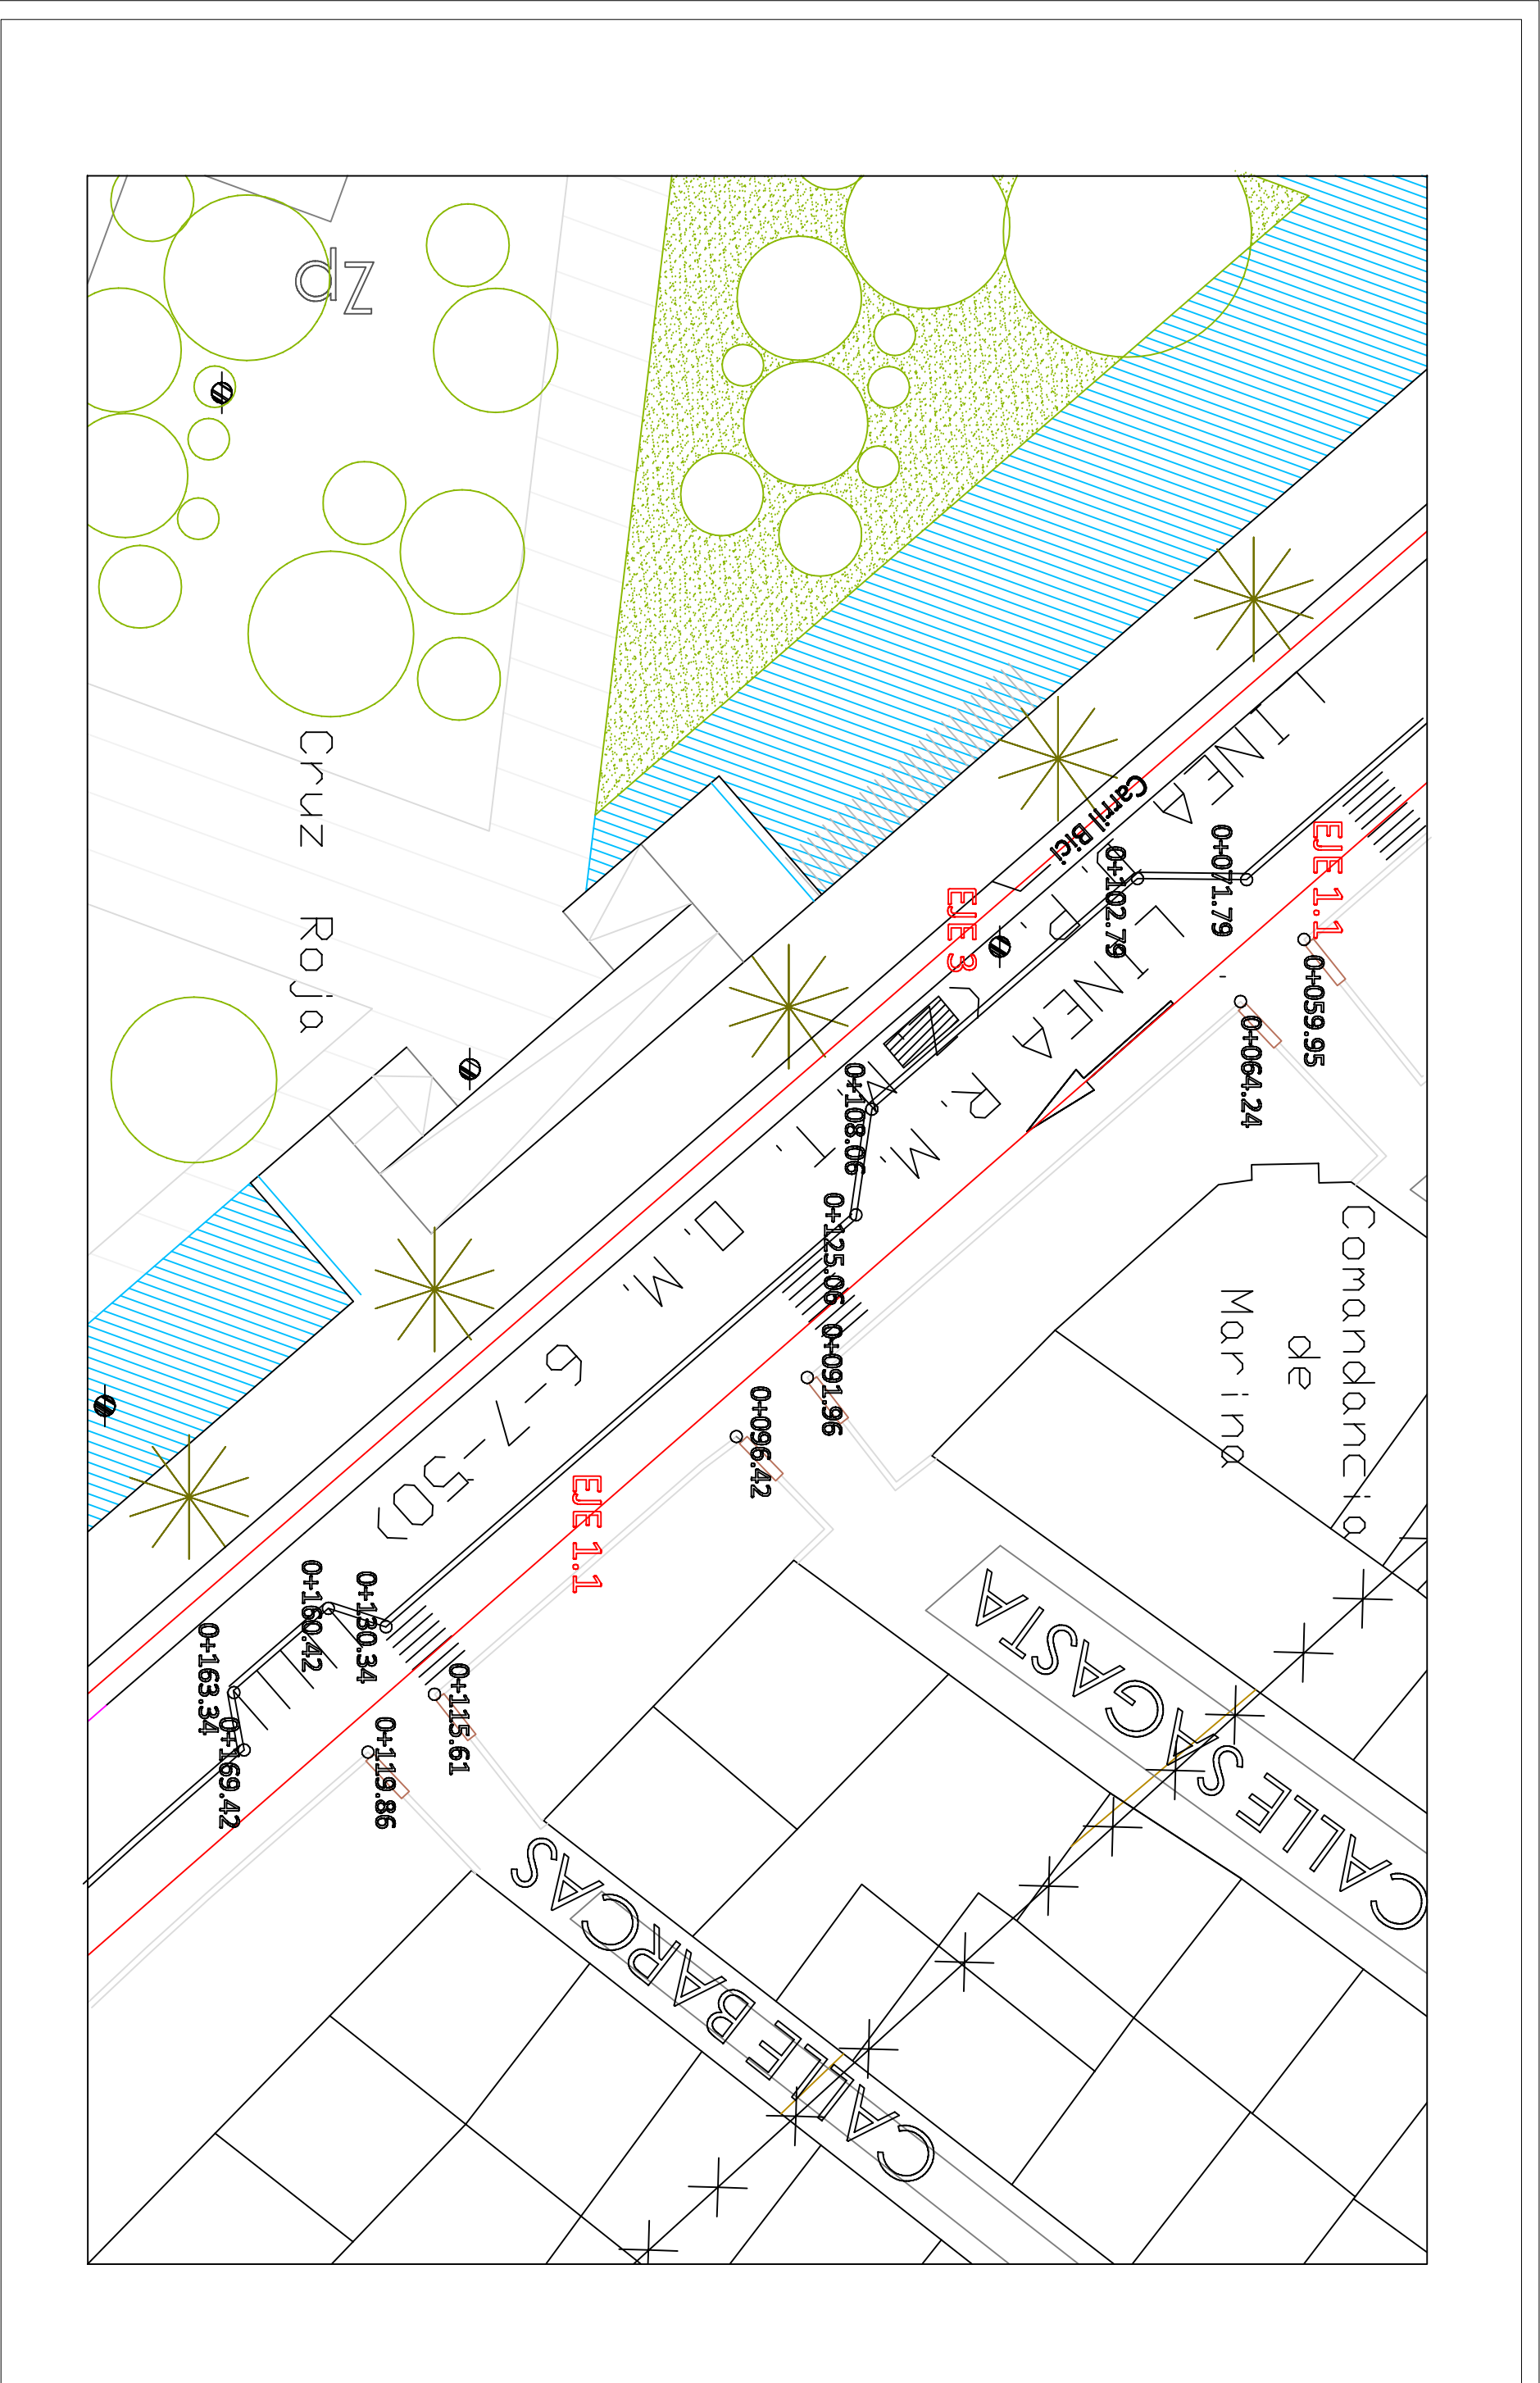 zp
Cruz Roja
Carril Bici
EJE 3
EJE 1.1
EJE 1.1
0+071.79
0+102.79
0+059.95
0+064.24
0+108.06
0+125.06
0+091.96
0+096.42
0+130.34
0+160.42
0+163.34
0+169.42
0+115.61
0+119.86
LINEA
LINEA R. M.
O. M. 6-7-50)
Comandancia
de
Marina
CALLE SAGASTA
CALLE BARCAS